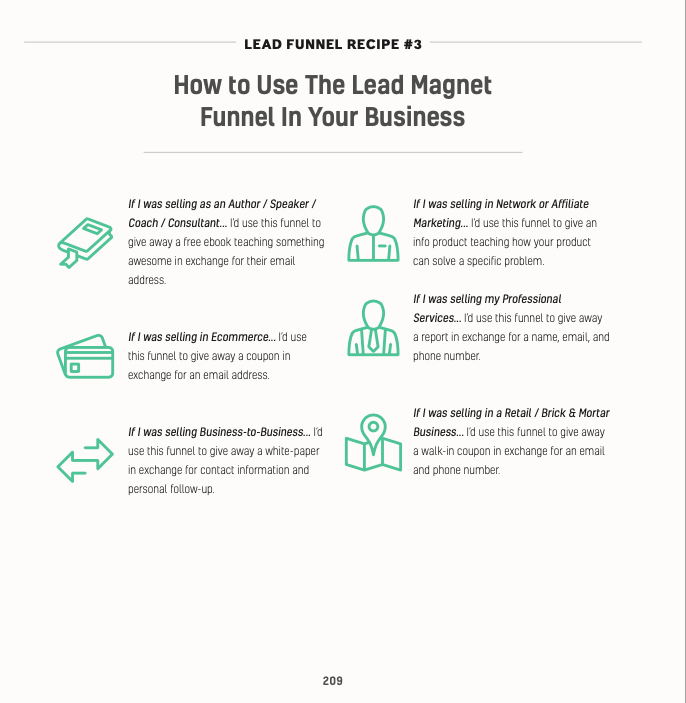 LEAD FUNNEL RECIPE #3
How to Use The Lead Magnet
Funnel In Your Business
If I was selling as an Author / Speaker /
Coach / Consultant... I'd use this funnel to
give away a free ebook teaching something
awesome in exchange for their email
address.
If I was selling in Ecommerce... I'd use
this funnel to give away a coupon in
exchange for an email address.
If I was selling Business-to-Business... I'd
use this funnel to give away a white-paper
in exchange for contact information and
personal follow-up.
If I was selling in Network or Affiliate
Marketing... I'd use this funnel to give an
info product teaching how your product
can solve a specific problem.
If I was selling my Professional
Services... I'd use this funnel to give away
a report in exchange for a name, email, and
phone number.
If I was selling in a Retail / Brick & Mortar
Business... I'd use this funnel to give away
a walk-in coupon in exchange for an email
and phone number.
209